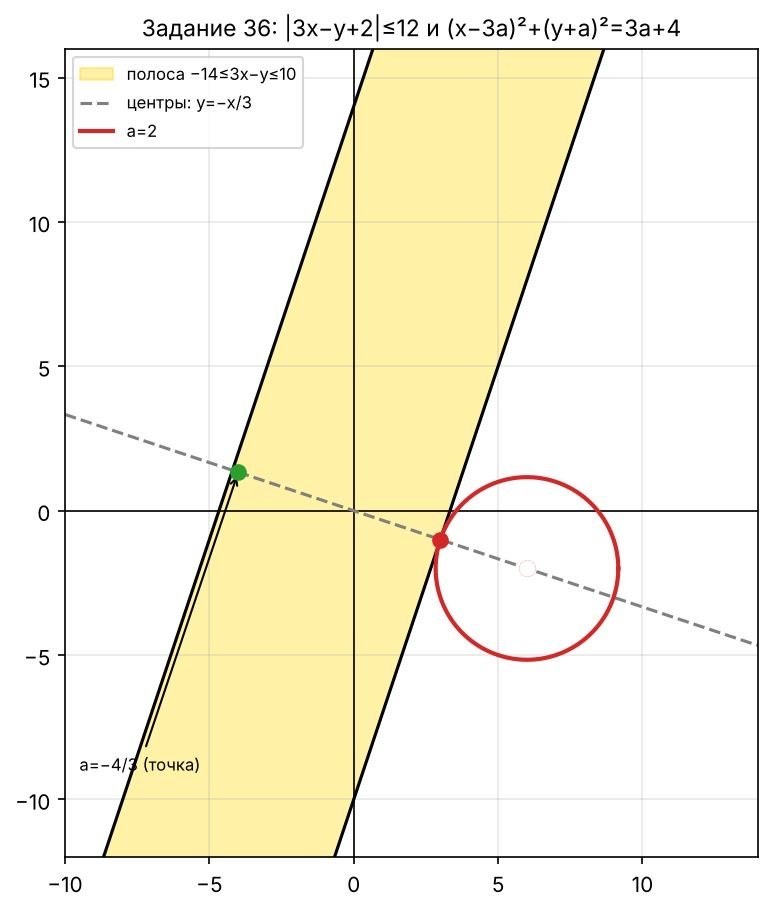 Задание 36: |3x−y+2|≤12 и (x−3a)²+(y+a)²=3a+4
полоса −14≤3x−y≤10
центры: y=−x/3
a=2
15
10
5
0
−5
−10
a=−4/3 (точка)
−10 −5 0 5 10